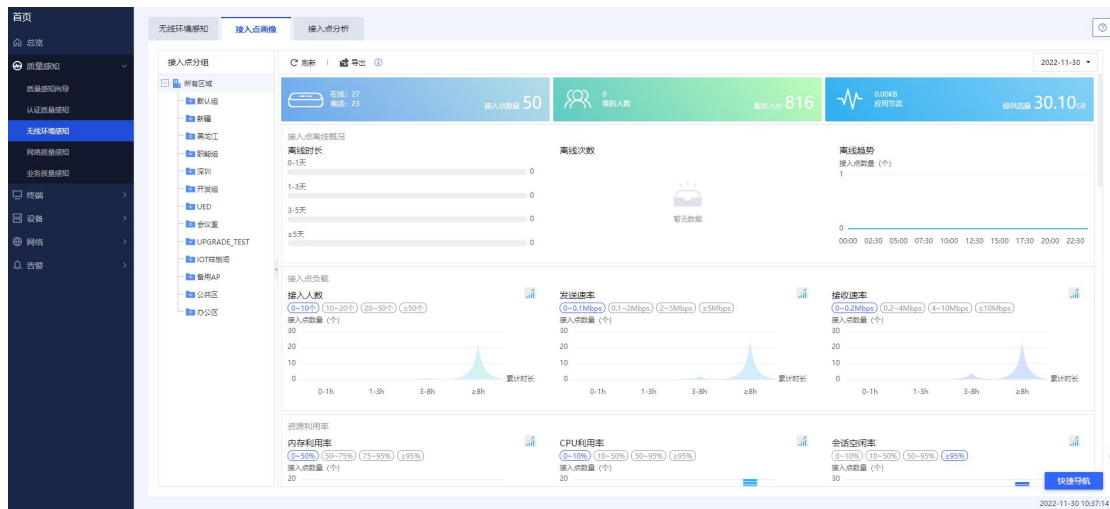 首页
总览
质量感知
质量感知向导
认证质量感知
无线环境感知
网络质量感知
业务质量感知
终端
设备
网络
告警
无线环境感知 接入点画像 接入点分析
接入点分组
所有区域
默认组
新疆
黑龙江
职能组
深圳
开发组
UED
会议室
UPGRADE_TEST
IOT样板间
备用AP
公共区
办公区
刷新 导出
2022-11-30
在线: 27
离线: 23
接入点数量 50
0
服务人次 816
0.00KB
应用节流
提供流量 30.10GB
接入点离线概况
离线时长
0-1天 0
1-3天 0
3-5天 0
≥5天 0
离线次数
暂无数据
离线趋势
接入点数量 (个)
1
0
00:00 02:30 05:00 07:30 10:00 12:30 15:00 17:30 20:00 22:30
接入点负载
接入人数
0~10个 10~20个 20~50个 ≥50个
接入点数量 (个)
30
20
10
0
累计时长
0-1h 1-3h 3-8h ≥8h
发送速率
0~0.1Mbps 0.1~2Mbps 2~5Mbps ≥5Mbps
接入点数量 (个)
30
20
10
0
累计时长
0-1h 1-3h 3-8h ≥8h
接收速率
0~0.2Mbps 0.2~4Mbps 4~10Mbps ≥10Mbps
接入点数量 (个)
30
20
10
0
累计时长
0-1h 1-3h 3-8h ≥8h
资源利用率
内存利用率
0~50% 50~75% 75~95% ≥95%
接入点数量 (个)
20
CPU利用率
0~10% 10~50% 50~95% ≥95%
接入点数量 (个)
20
会话空闲率
0~10% 10~50% 50~95% ≥95%
接入点数量 (个)
30
快捷导航
2022-11-30 10:37:14